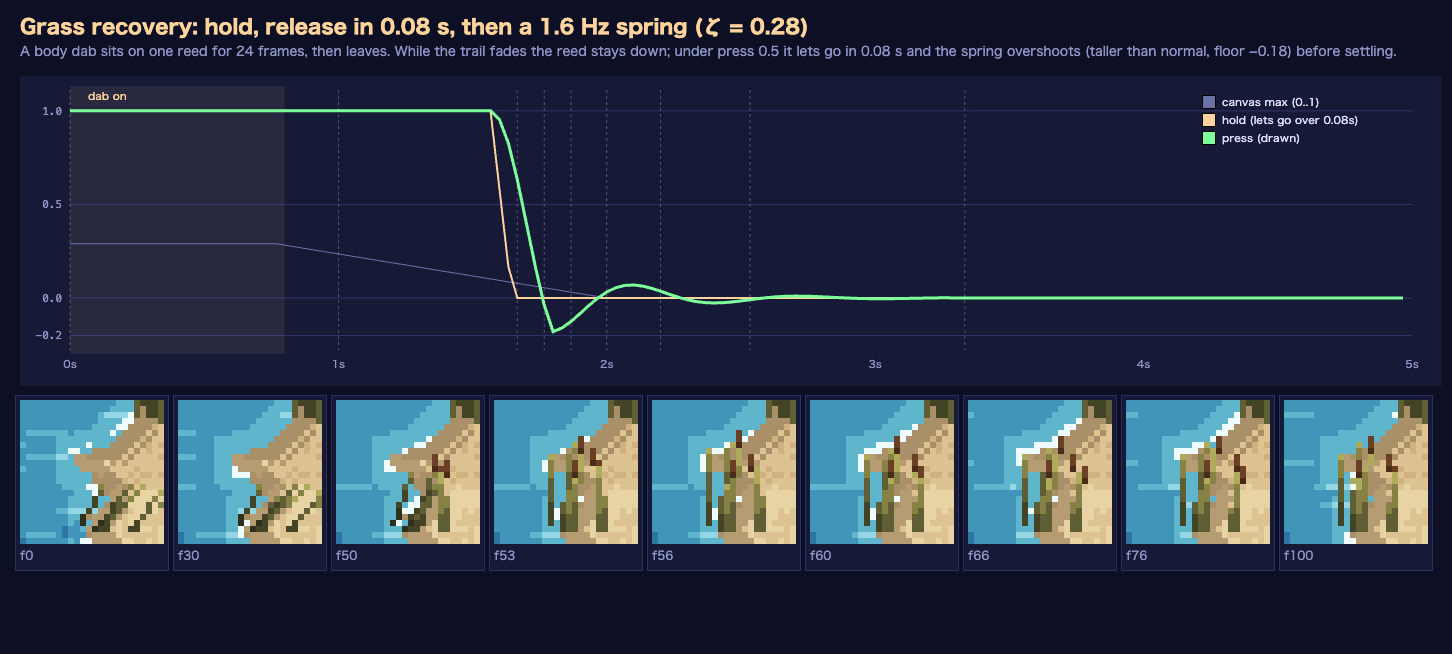 Grass recovery: hold, release in 0.08 s, then a 1.6 Hz spring (ζ = 0.28)
A body dab sits on one reed for 24 frames, then leaves. While the trail fades the reed stays down; under press 0.5 it lets go in 0.08 s and the spring overshoots (taller than normal, floor −0.18) before settling.
dab on
canvas max (0..1)
hold (lets go over 0.08s)
press (drawn)
1.0
0.5
0.0
−0.2
0s 1s 2s 3s 4s 5s
f0 f30 f50 f53 f56 f60 f66 f76 f100